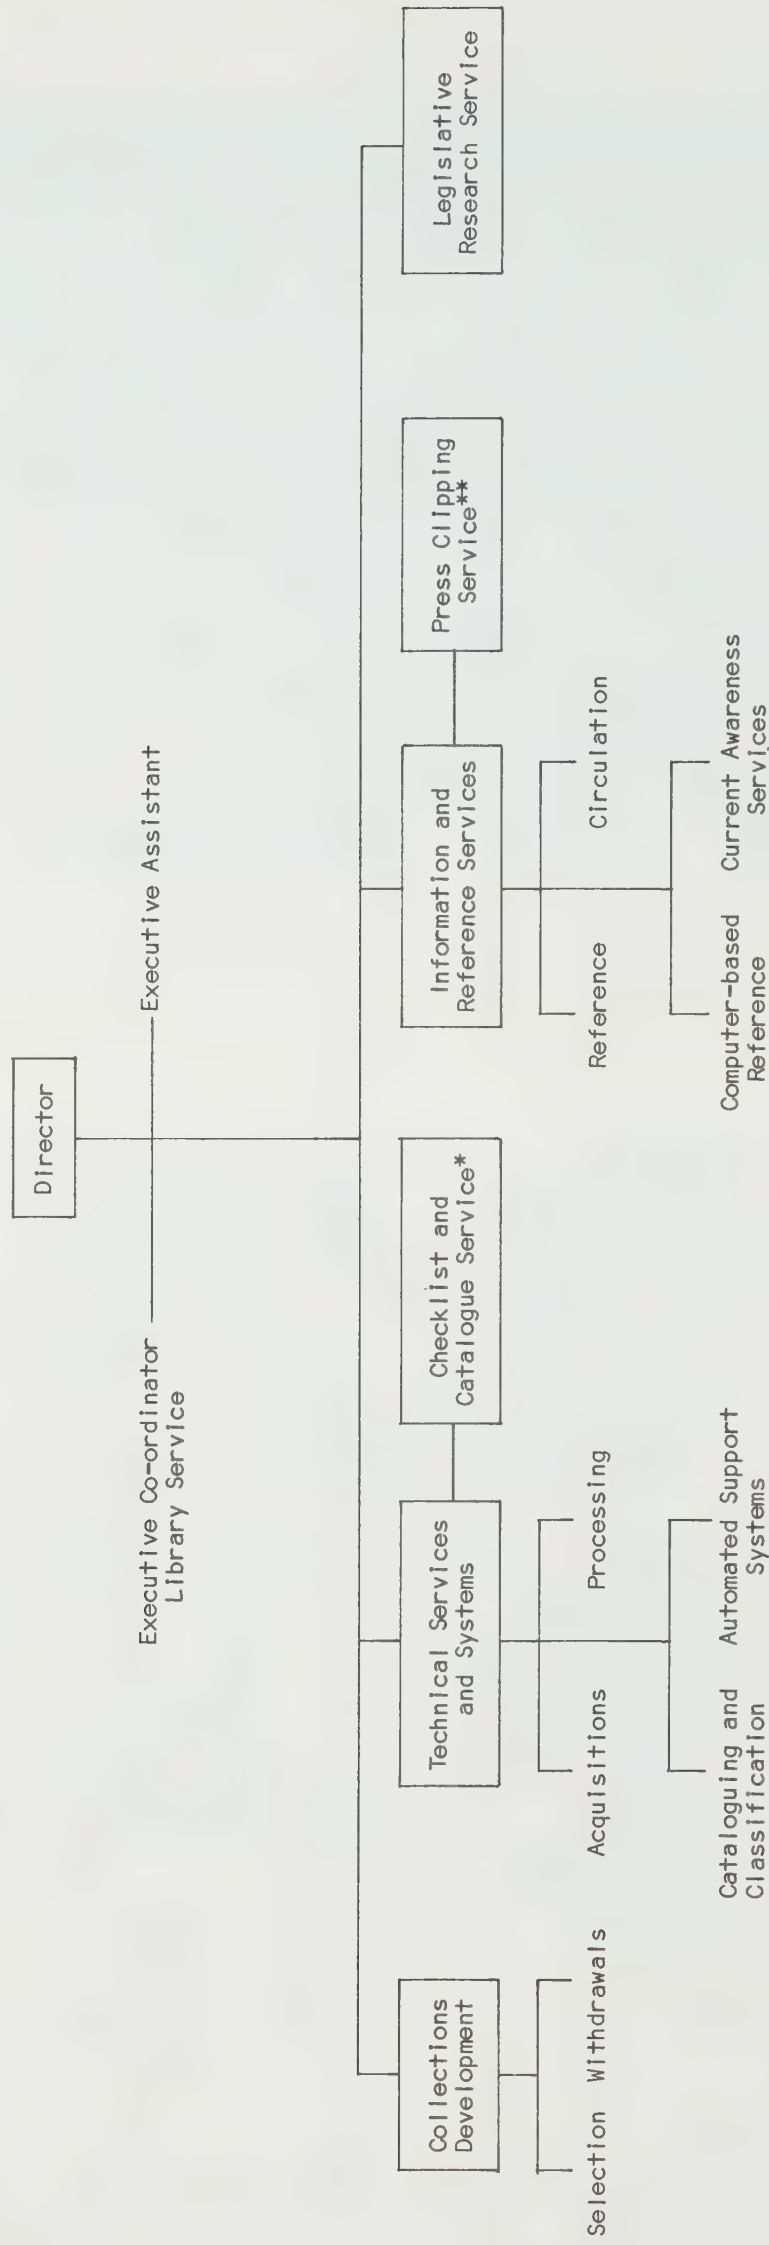 Director
Executive Co-ordinator
Library Service
Executive Assistant
Collections
Development
Technical Services
and Systems
Checklist and
Catalogue Service*
Information and
Reference Services
Press Clipping
Service**
Legislative
Research Service
Selection
Withdrawals
Acquisitions
Processing
Reference
Circulation
Cataloguing and
Classification
Automated Support
Systems
Computer-based
Reference
Current Awareness
Services